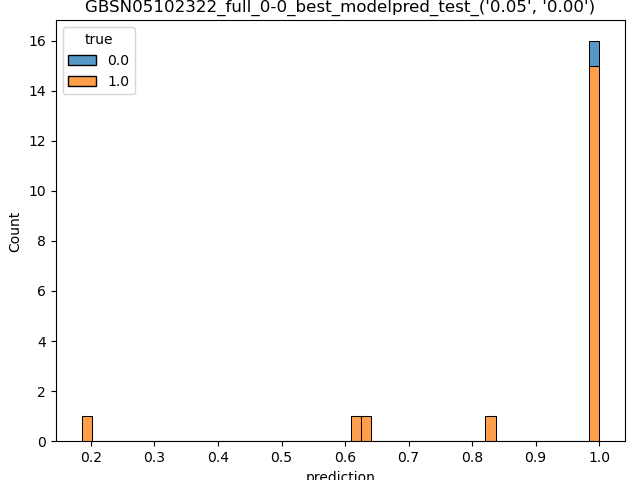 GBSN05102322_full_0-0_best_modelpred_test_('0.05', '0.00')
true
0.0
1.0
Count
16
14
12
10
8
6
4
2
0
0.2 0.3 0.4 0.5 0.6 0.7 0.8 0.9 1.0
prediction